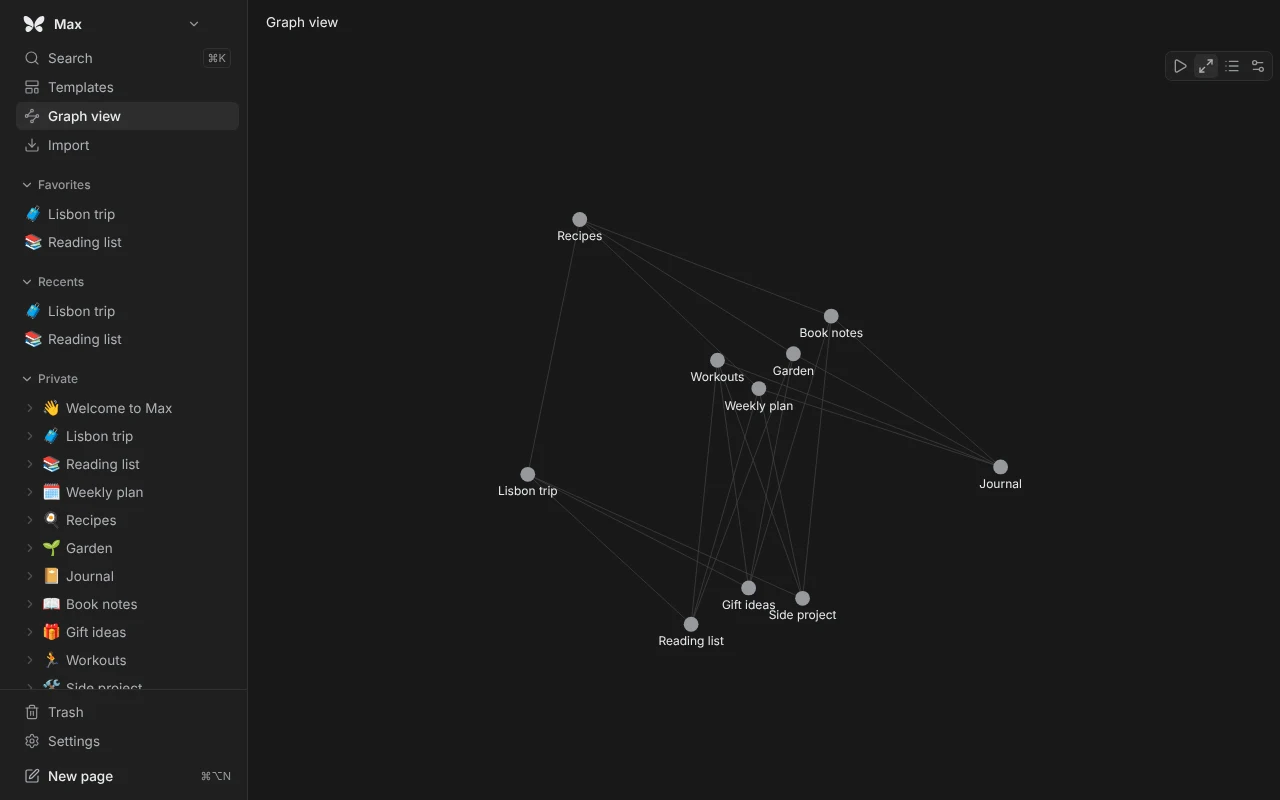 Max
Search ⌘K
Templates
Graph view
Import
Favorites
Lisbon trip
Reading list
Recents
Lisbon trip
Reading list
Private
Welcome to Max
Lisbon trip
Reading list
Weekly plan
Recipes
Garden
Journal
Book notes
Gift ideas
Workouts
Side project
Trash
Settings
New page ⌘⌥N
Graph view
Recipes
Book notes
Garden
Workouts
Weekly plan
Journal
Lisbon trip
Gift ideas
Side project
Reading list